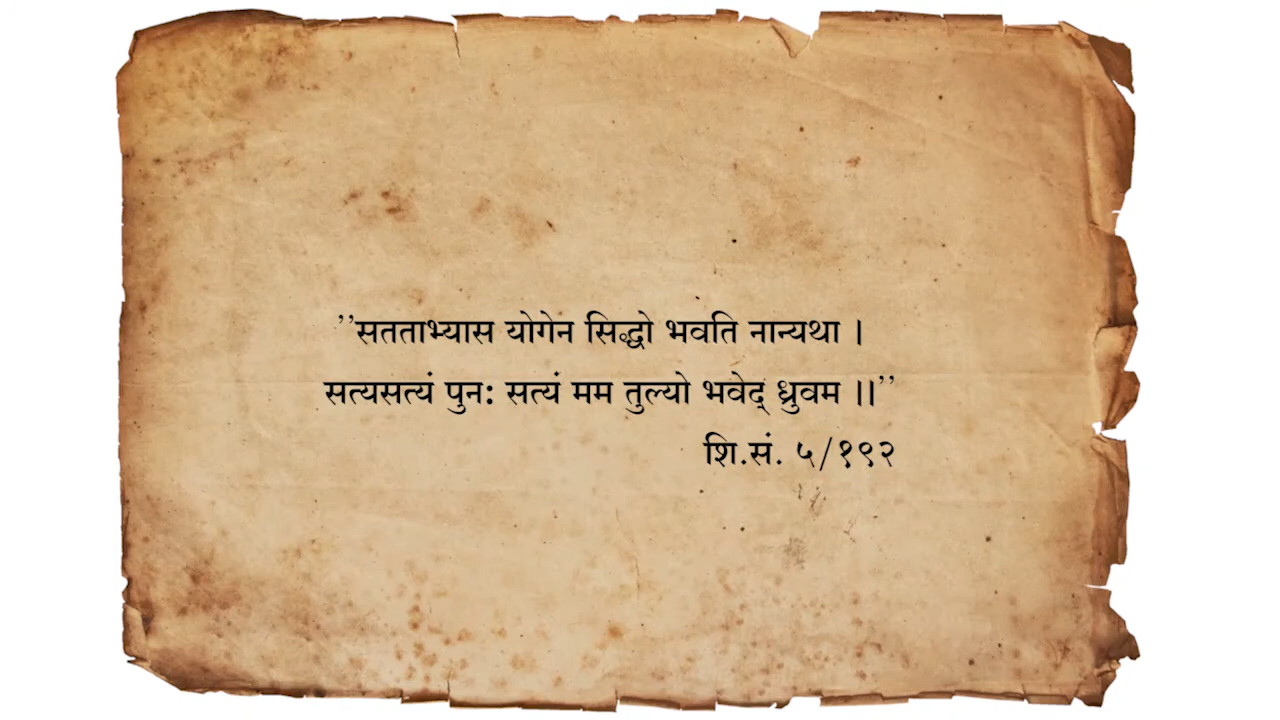 ’’सतताभ्यास योगेन सिद्धो भवति नान्यथा ।
सत्यसत्यं पुनः सत्यं मम तुल्यो भवेद् ध्रुवम ।।’’
शि.सं. ५/१९२